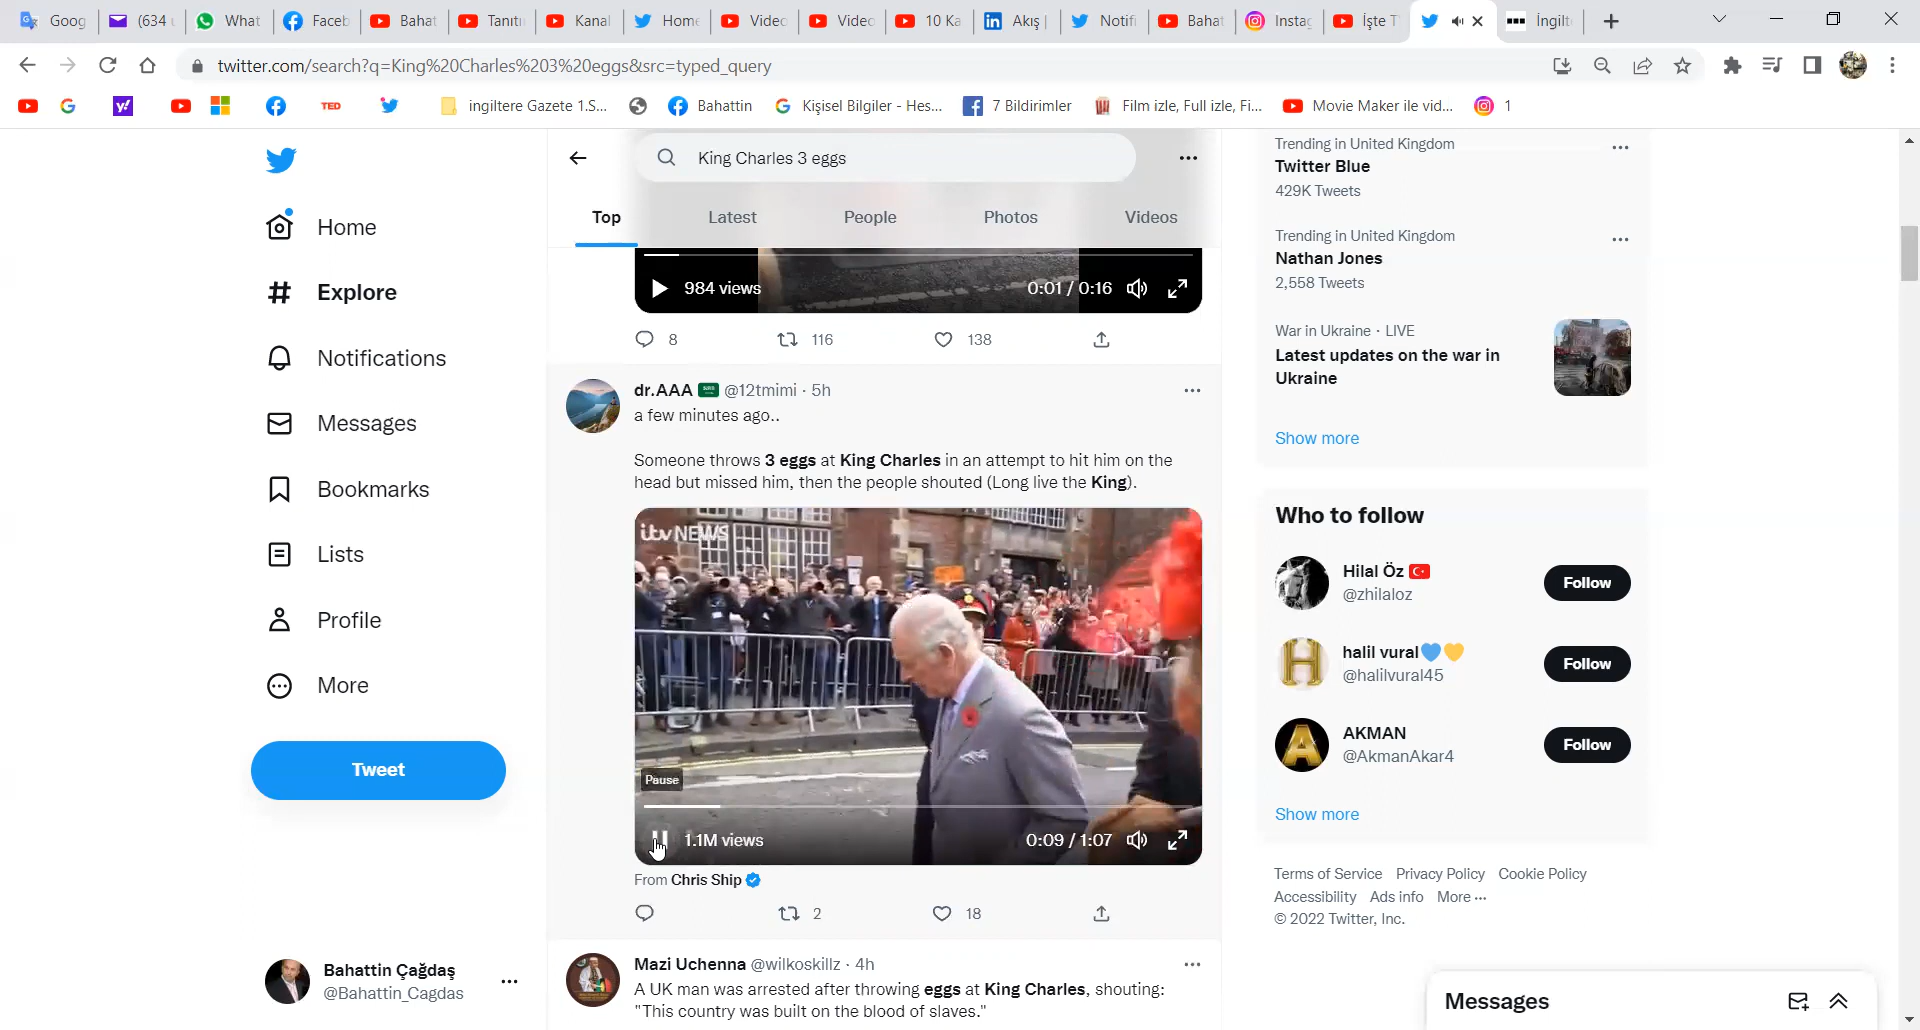 Goog
(634
What
Faceb
Bahat
Tanıtı
Kanal
Home
Video
Video
10 Ka
in Akış |
Notifi
Bahat
Instag
İşte T
İngilt
twitter.com/search?q=King%20Charles%203%20eggs&src=typed_query
y!
TED
ingiltere Gazete 1.S...
Bahattin
Kişisel Bilgiler - Hes...
7 Bildirimler
Film izle, Full izle, Fi...
Movie Maker ile vid...
1
King Charles 3 eggs
Top
Latest
People
Photos
Videos
Home
Explore
Notifications
Messages
Bookmarks
Lists
Profile
More
Tweet
Bahattin Çağdaş
@Bahattin_Cagdas
984 views
0:01 / 0:16
8
116
138
dr.AAA @12tmimi · 5h
a few minutes ago..
Someone throws 3 eggs at King Charles in an attempt to hit him on the
head but missed him, then the people shouted (Long live the King).
itv NEWS
Pause
1.1M views
0:09 / 1:07
From Chris Ship
2
18
Mazi Uchenna @wilkoskillz · 4h
A UK man was arrested after throwing eggs at King Charles, shouting:
"This country was built on the blood of slaves."
Trending in United Kingdom
Twitter Blue
429K Tweets
Trending in United Kingdom
Nathan Jones
2,558 Tweets
War in Ukraine · LIVE
Latest updates on the war in
Ukraine
Show more
Who to follow
Hilal Öz
@zhilaloz
Follow
halil vural
@halilvural45
Follow
AKMAN
@AkmanAkar4
Follow
Show more
Terms of Service Privacy Policy Cookie Policy
Accessibility Ads info More ...
© 2022 Twitter, Inc.
Messages